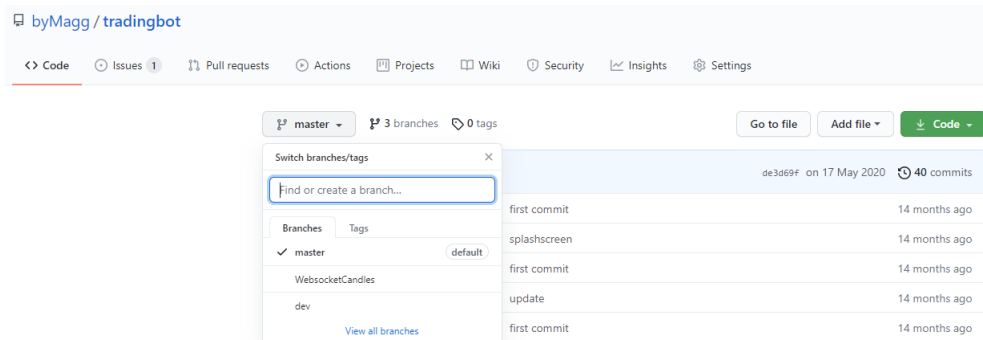 byMagg / tradingbot
Code Issues 1 Pull requests Actions Projects Wiki Security Insights Settings
master 3 branches 0 tags Go to file Add file Code
Switch branches/tags
de3d69f on 17 May 2020 40 commits
Find or create a branch...
first commit 14 months ago
Branches Tags
splashscreen 14 months ago
master default
first commit 14 months ago
WebsocketCandles
update 14 months ago
dev
first commit 14 months ago
View all branches